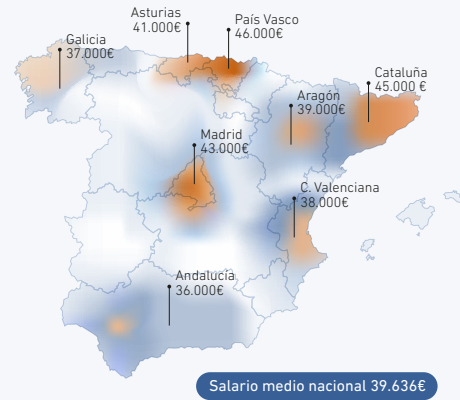 Asturias
41.000€
País Vasco
46.000€
Galicia
37.000€
Cataluña
45.000 €
Aragón
39.000€
Madrid
43.000€
C. Valenciana
38.000€
Andalucía
36.000€
Salario medio nacional 39.636€